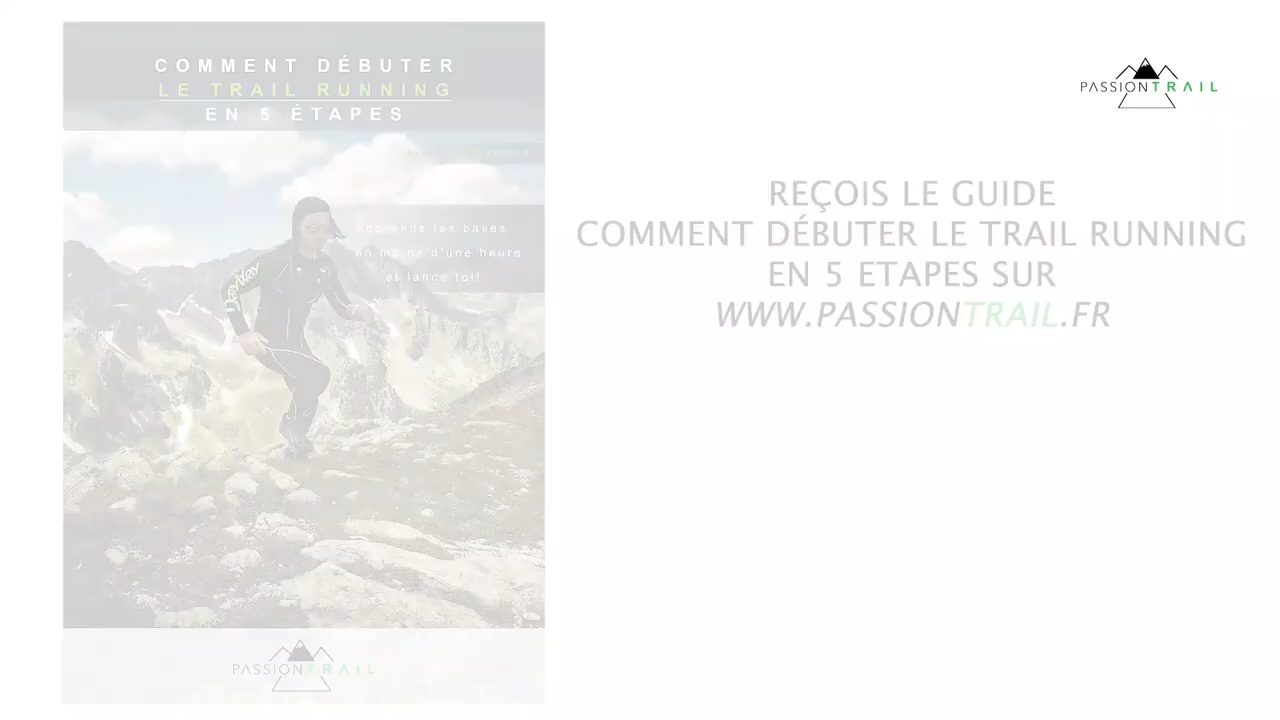 COMMENT DÉBUTER
LE TRAIL RUNNING
EN 5 ÉTAPES
Apprends les bases
en moins d'une heure
et lance toi!
PASSIONTRAIL
PASSIONTRAIL
REÇOIS LE GUIDE
COMMENT DÉBUTER LE TRAIL RUNNING
EN 5 ETAPES SUR
WWW.PASSIONTRAIL.FR